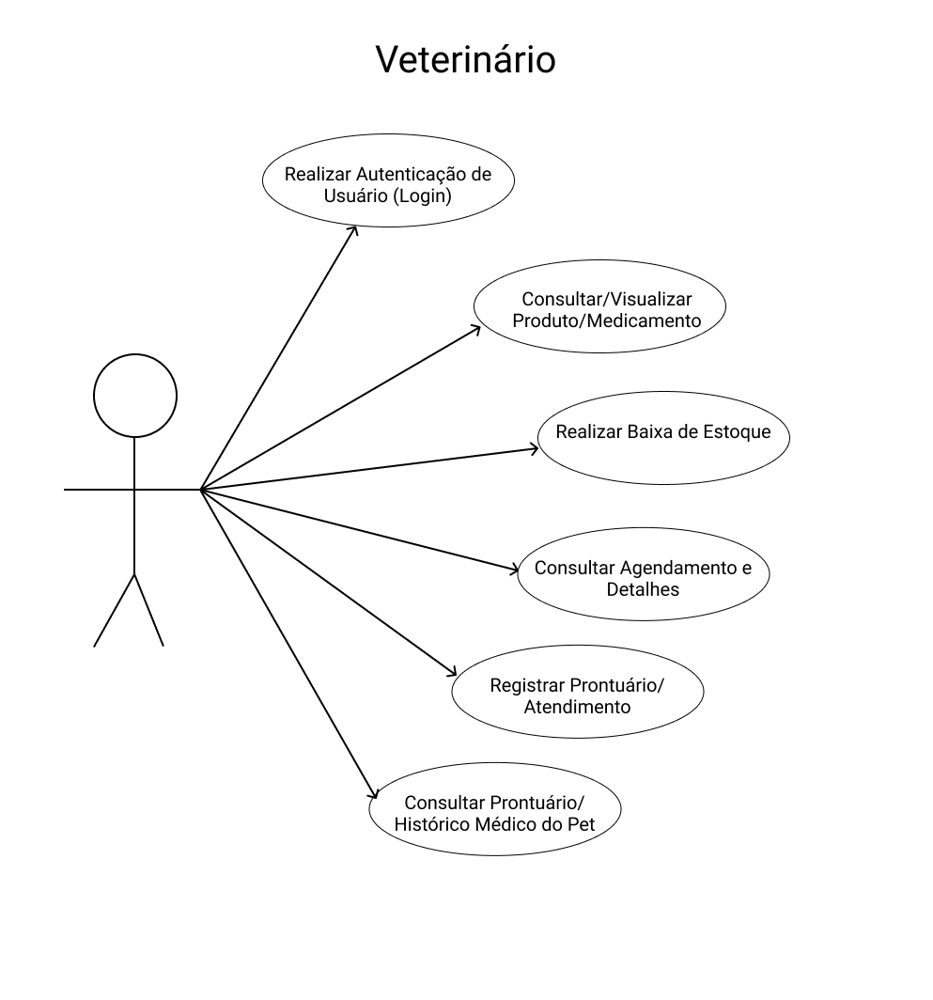 Veterinário
Realizar Autenticação de
Usuário (Login)
Consultar/Visualizar
Produto/Medicamento
Realizar Baixa de Estoque
Consultar Agendamento e
Detalhes
Registrar Prontuário/
Atendimento
Consultar Prontuário/
Histórico Médico do Pet